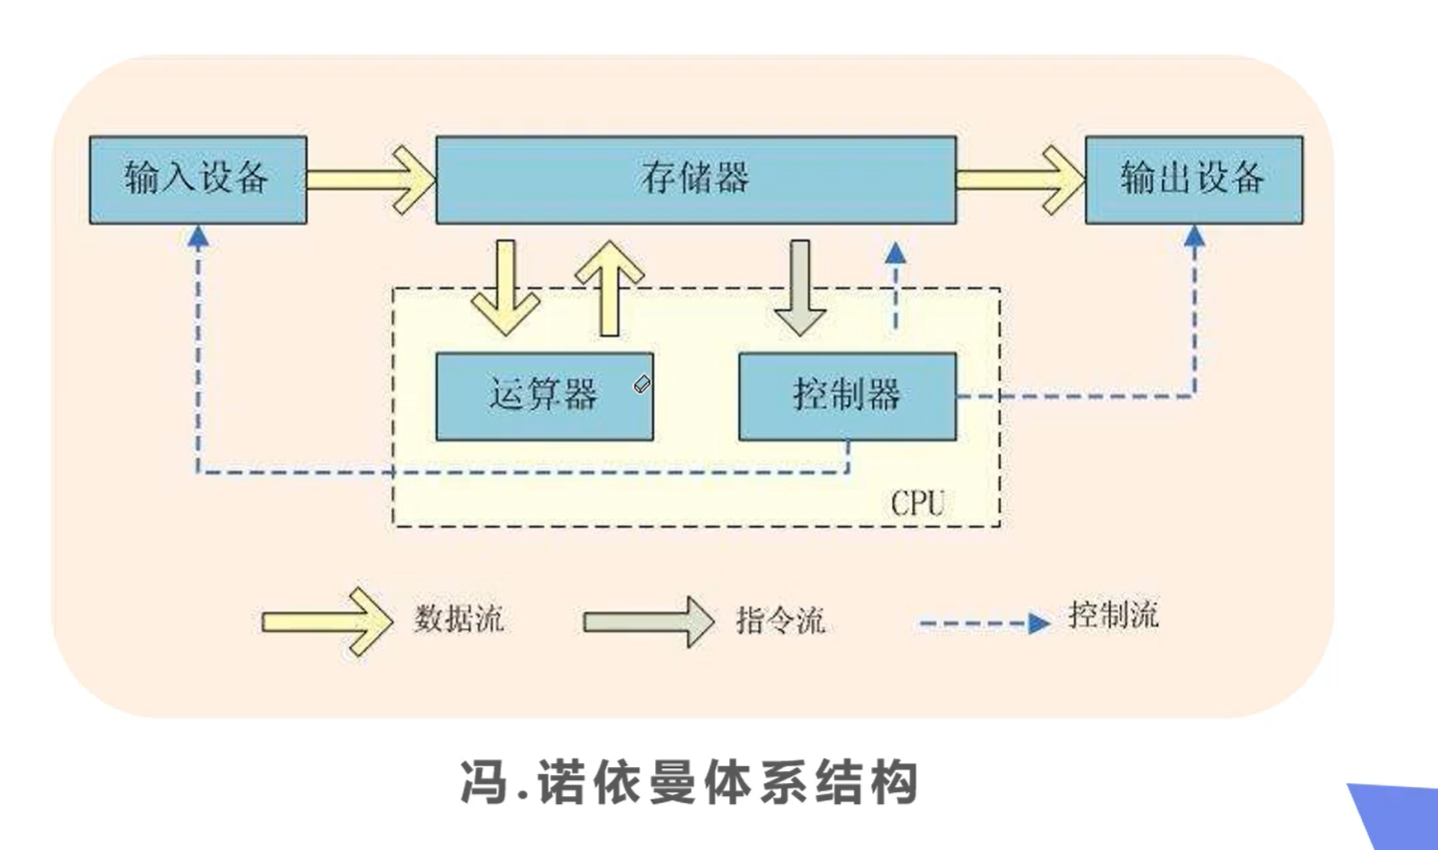 输入设备
存储器
输出设备
运算器
控制器
CPU
数据流
指令流
控制流
冯.诺依曼体系结构